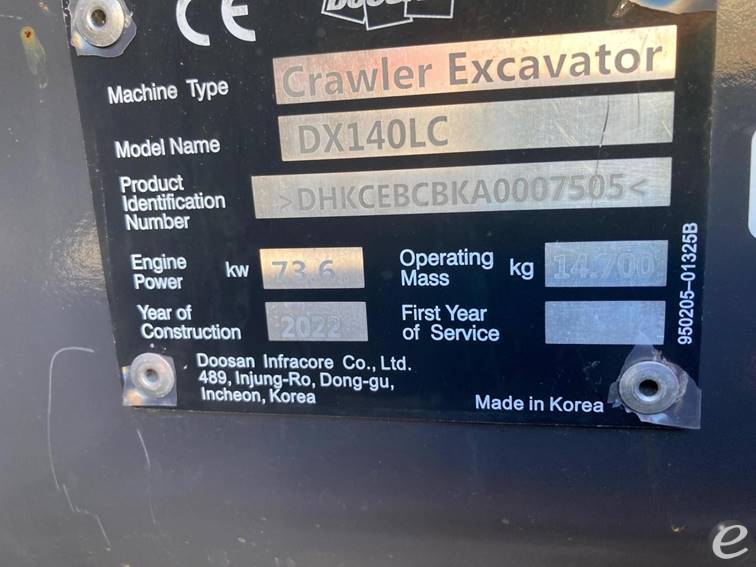 CE
DOOSAN
Machine Type Crawler Excavator
Model Name DX140LC
Product
Identification
Number >DHKCEBCBKA0007505<
Engine
Power kw 73.6
Operating
Mass kg 14.700
Year of
Construction 2022
First Year
of Service
Doosan Infracore Co., Ltd.
489, Injung-Ro, Dong-gu,
Incheon, Korea
Made in Korea
950205-01325B
e